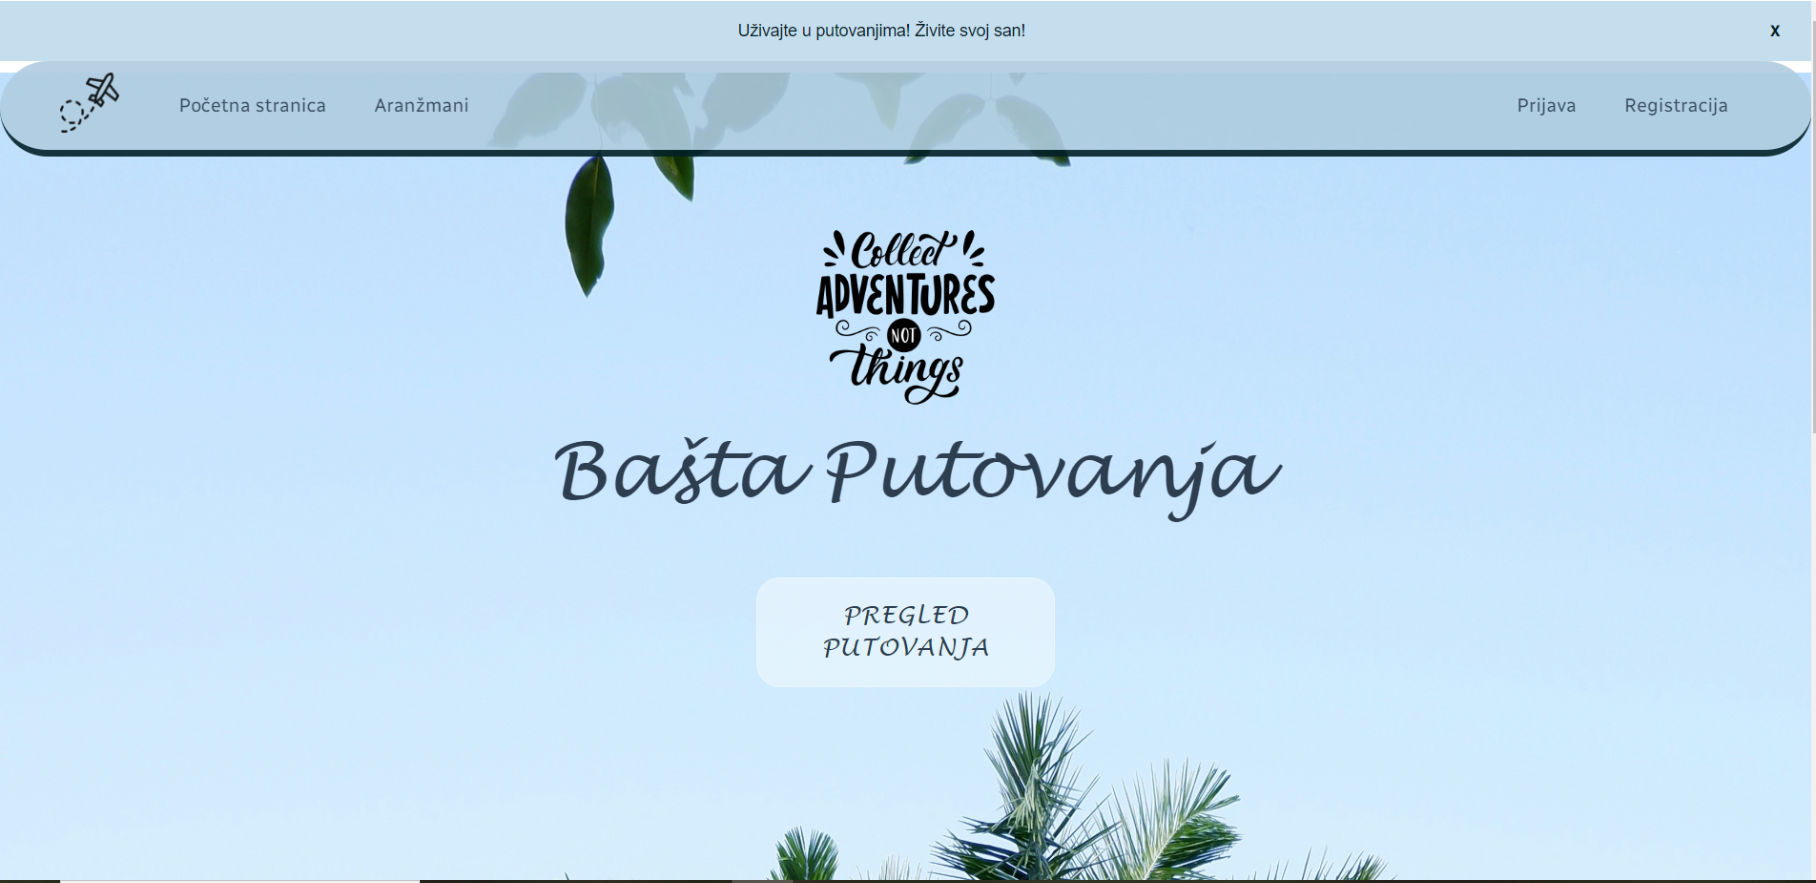 Uživajte u putovanjima! Živite svoj san!
X
Početna stranica
Aranžmani
Prijava
Registracija
Collect
ADVENTURES
NOT
things
Bašta Putovanja
PREGLED
PUTOVANJA